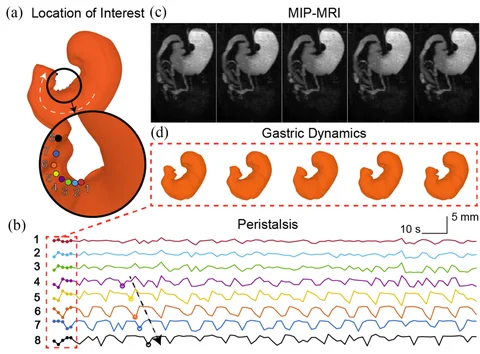 (a) Location of Interest
(c) MIP-MRI
(d) Gastric Dynamics
(b) Peristalsis
10 s
5 mm
1
2
3
4
5
6
7
8